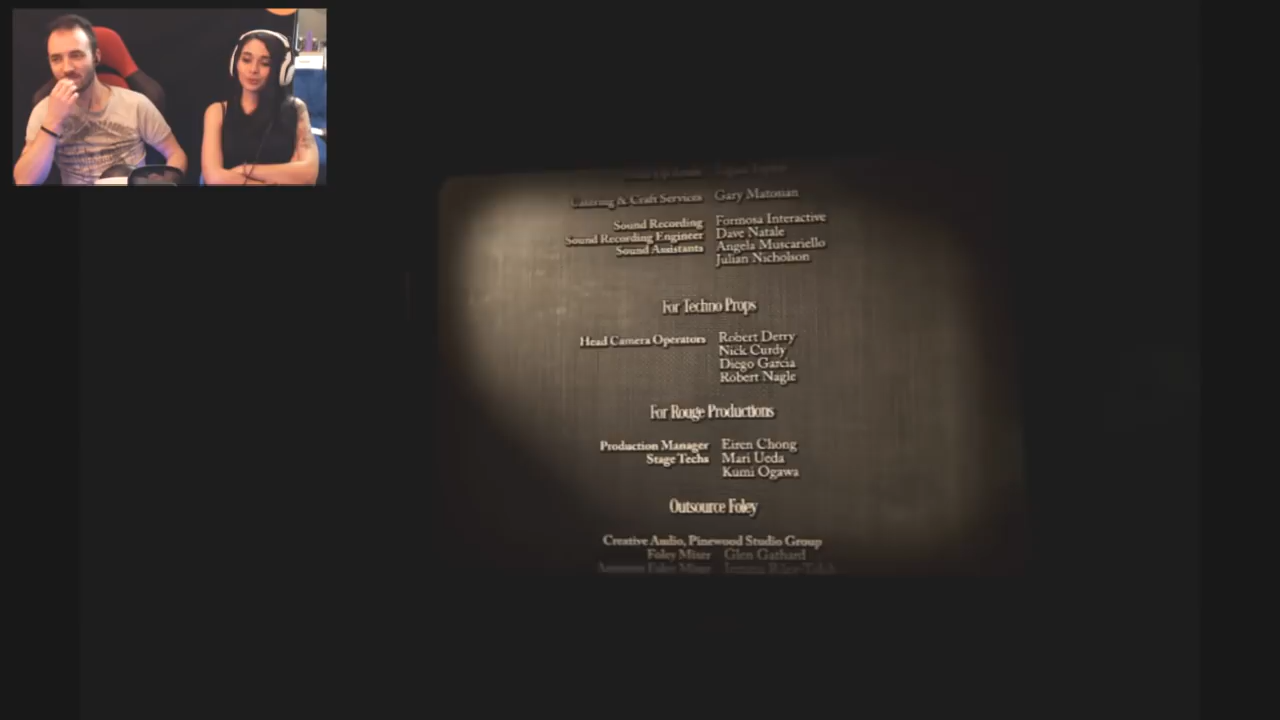 Catering & Craft Services Gary Matossian
Sound Recording Formosa Interactive
Sound Recording Engineer Dave Natale
Sound Assistants Angela Muscariello
Julian Nicholson
For Techno Props
Head Camera Operators Robert Derry
Nick Curdy
Diego Garcia
Robert Nagle
For Rouge Productions
Production Manager Eiren Chong
Stage Techs Mari Ueda
Kumi Ogawa
Outsource Foley
Creative Audio, Pinewood Studio Group
Foley Mixer Glen Gathard
Foley Mixer